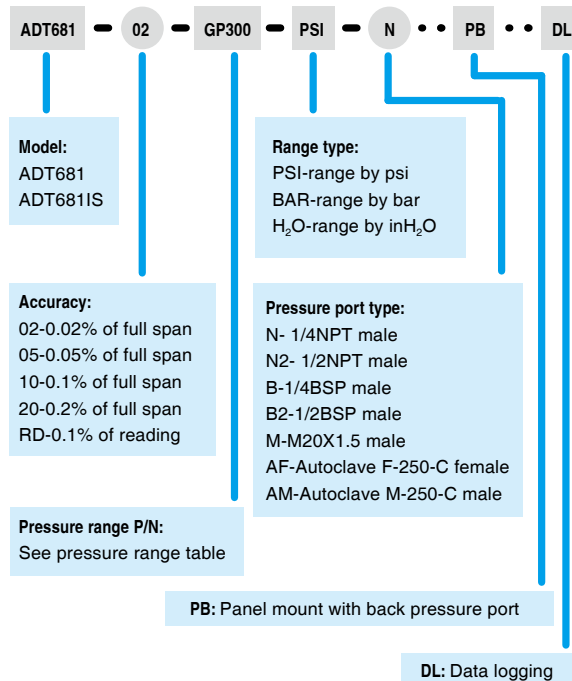 ADT681 - 02 - GP300 - PSI - N ·· PB ·· DL
Model:
ADT681
ADT681IS
Range type:
PSI-range by psi
BAR-range by bar
H₂O-range by inH₂O
Accuracy:
02-0.02% of full span
05-0.05% of full span
10-0.1% of full span
20-0.2% of full span
RD-0.1% of reading
Pressure port type:
N- 1/4NPT male
N2- 1/2NPT male
B-1/4BSP male
B2-1/2BSP male
M-M20X1.5 male
AF-Autoclave F-250-C female
AM-Autoclave M-250-C male
Pressure range P/N:
See pressure range table
PB: Panel mount with back pressure port
DL: Data logging